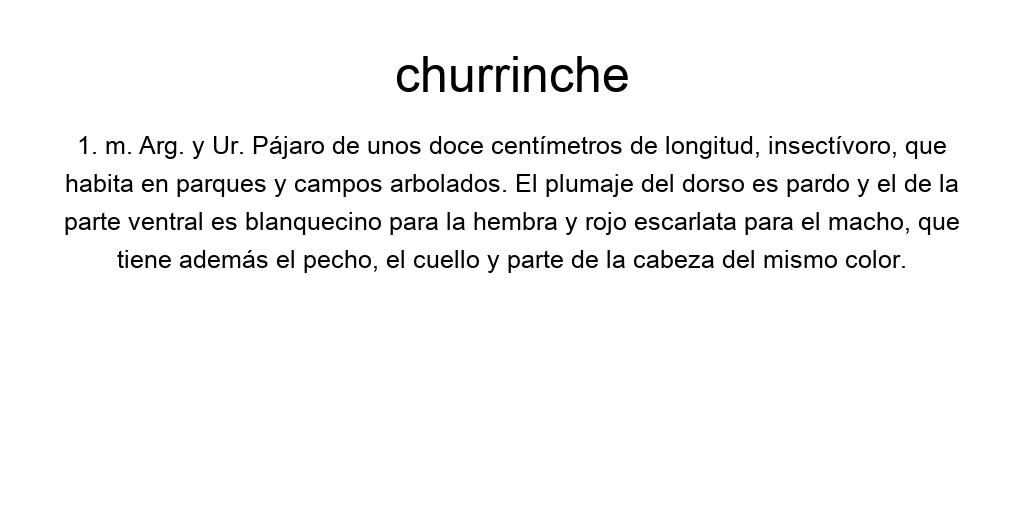 churrinche
1. m. Arg. y Ur. Pájaro de unos doce centímetros de longitud, insectívoro, que
habita en parques y campos arbolados. El plumaje del dorso es pardo y el de la
parte ventral es blanquecino para la hembra y rojo escarlata para el macho, que
tiene además el pecho, el cuello y parte de la cabeza del mismo color.